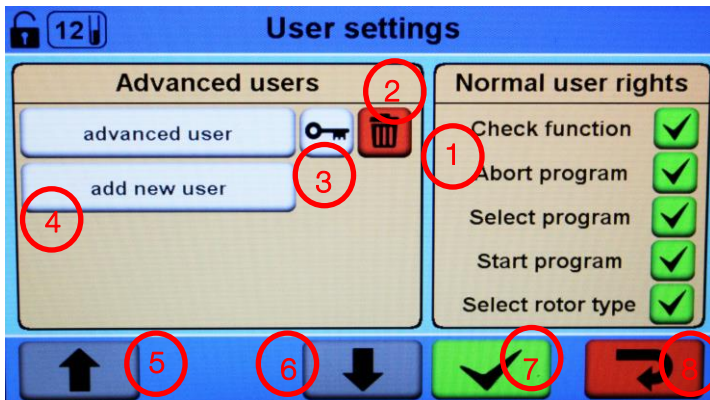 12
User settings
Advanced users
2
advanced user
3
add new user
4
Normal user rights
1
Check function
Abort program
Select program
Start program
Select rotor type
5
6
7
8